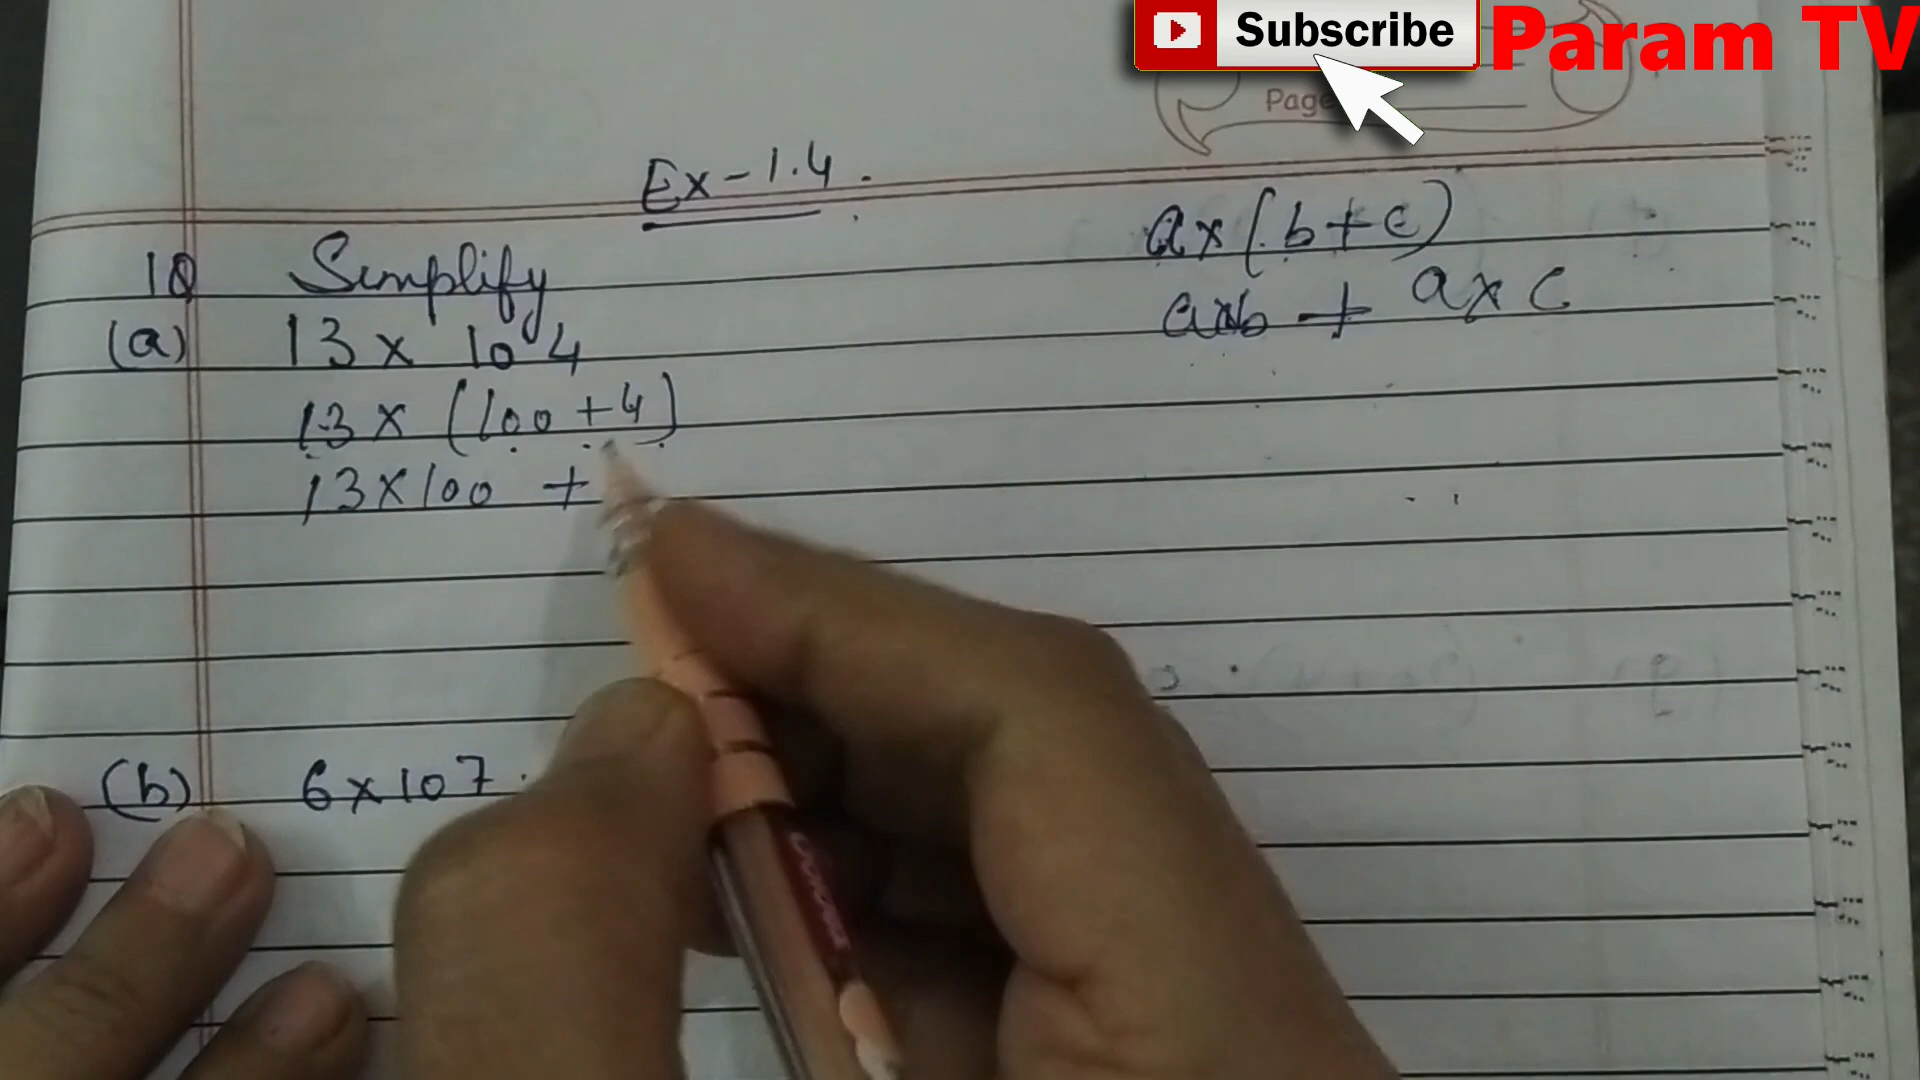 Subscribe Param TV
Page
Ex-1.4.
a×(b+c)
a×b + a×c
1Q Simplify
(a) 13 × 104
13 × (100 + 4)
13 × 100 +
(b) 6 × 107